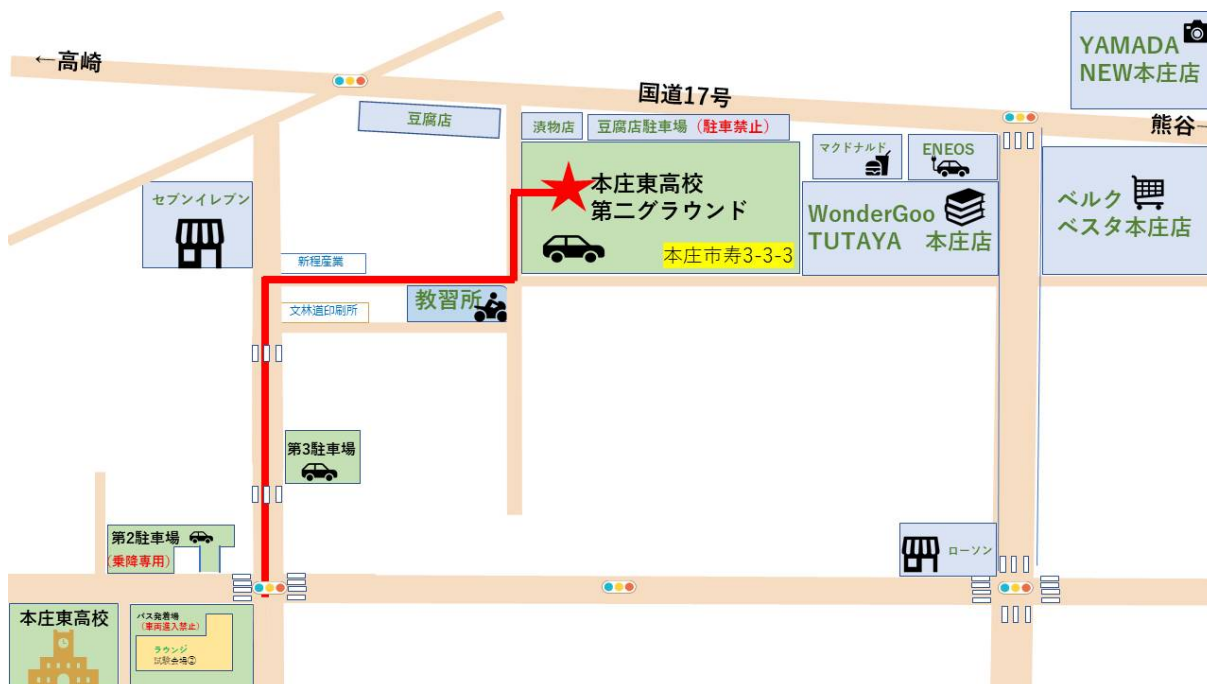 ←高崎
国道17号
YAMADA
NEW本庄店
熊谷→
豆腐店
漬物店
豆腐店駐車場（駐車禁止）
マクドナルド
ENEOS
セブンイレブン
本庄東高校
第二グラウンド
本庄市寿3-3-3
WonderGoo
TUTAYA 本庄店
ベルク
ベスタ本庄店
新程産業
文林道印刷所
教習所
第3駐車場
第2駐車場
（乗降専用）
ローソン
本庄東高校
バス発着場
（車両進入禁止）
ラウンジ
試験会場②